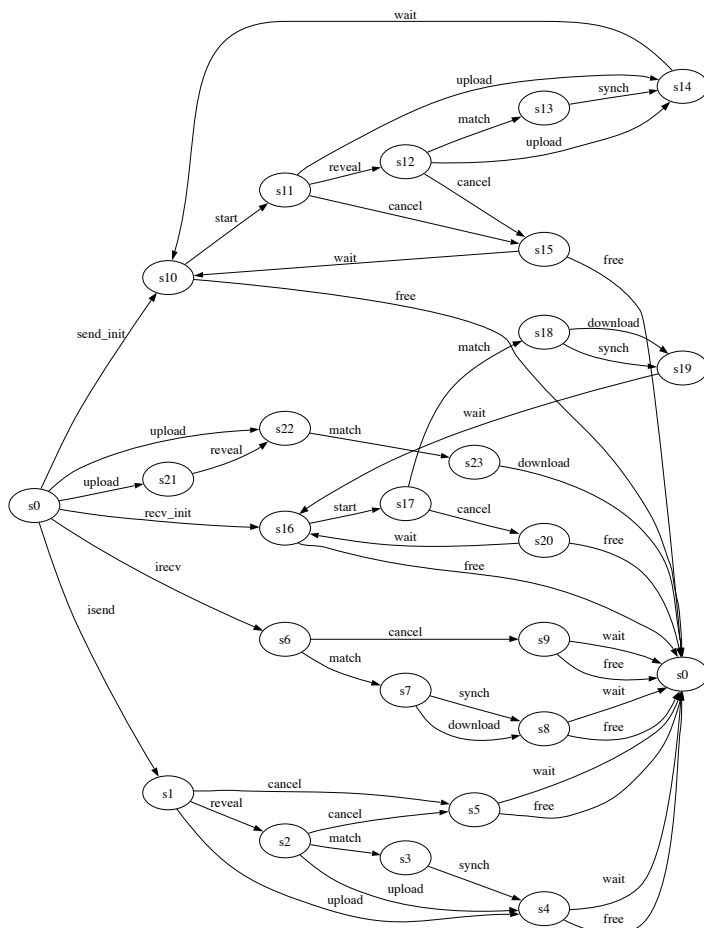 wait
upload
s14
synch
s13
match
upload
s12
reveal
s11
cancel
cancel
start
s15
wait
free
s10
free
send_init
s18
download
match
synch
s19
wait
upload
s22
match
reveal
s23
download
upload
s21
s17
s0
recv_init
start
cancel
s16
wait
s20
free
free
irecv
isend
cancel
s6
s9
wait
match
free
s0
s7
synch
wait
download
s8
free
cancel
wait
s1
reveal
s5
free
cancel
s2
match
s3
synch
wait
upload
upload
s4
free